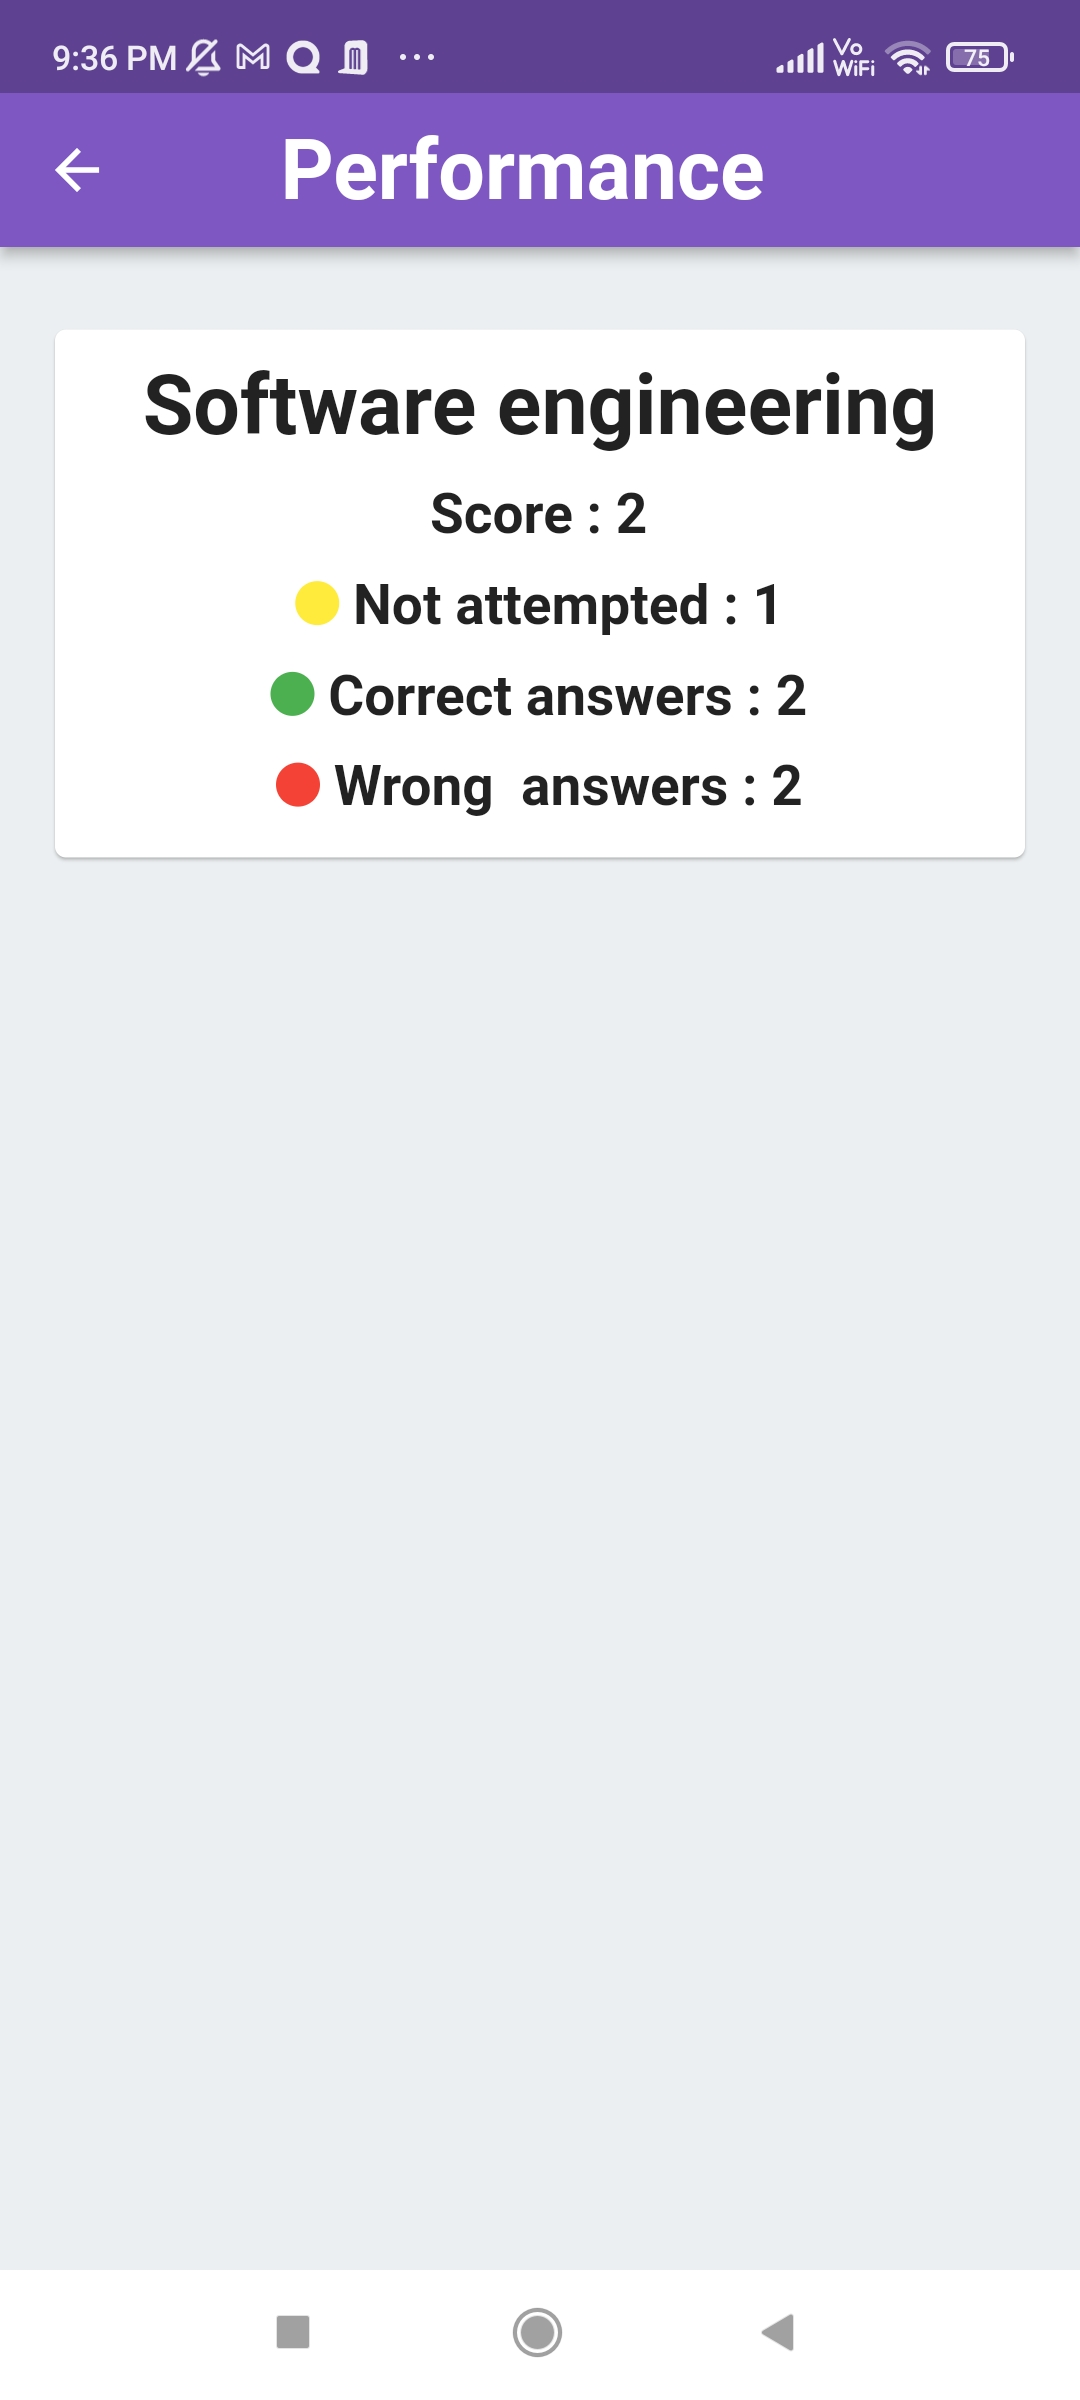 9:36 PM
Vo
WiFi
75
Performance
Software engineering
Score : 2
Not attempted : 1
Correct answers : 2
Wrong  answers : 2